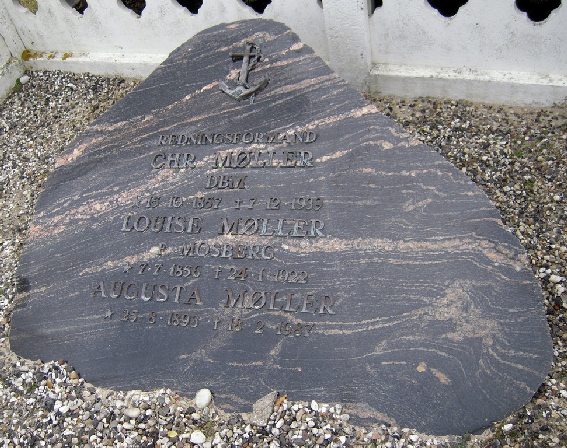 REDNINGSFORMAND
CHR. MØLLER
DBM
LOUISE MØLLER
F. MOSBERG
* 7-7-1856 † 24-1-1922
AUGUSTA MØLLER